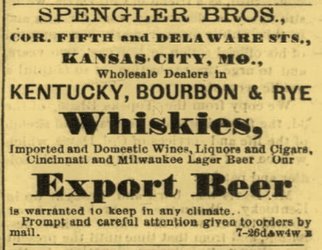 SPENGLER BROS.,
COR. FIFTH and DELAWARE STS.,
KANSAS CITY, MO.,
Wholesale Dealers in
KENTUCKY, BOURBON & RYE
Whiskies,
Imported and Domestic Wines, Liquors and Cigars,
Cincinnati and Milwaukee Lager Beer Our
Export Beer
is warranted to keep in any climate.
Prompt and careful attention given to orders by
mail. 7-26d&w4w B